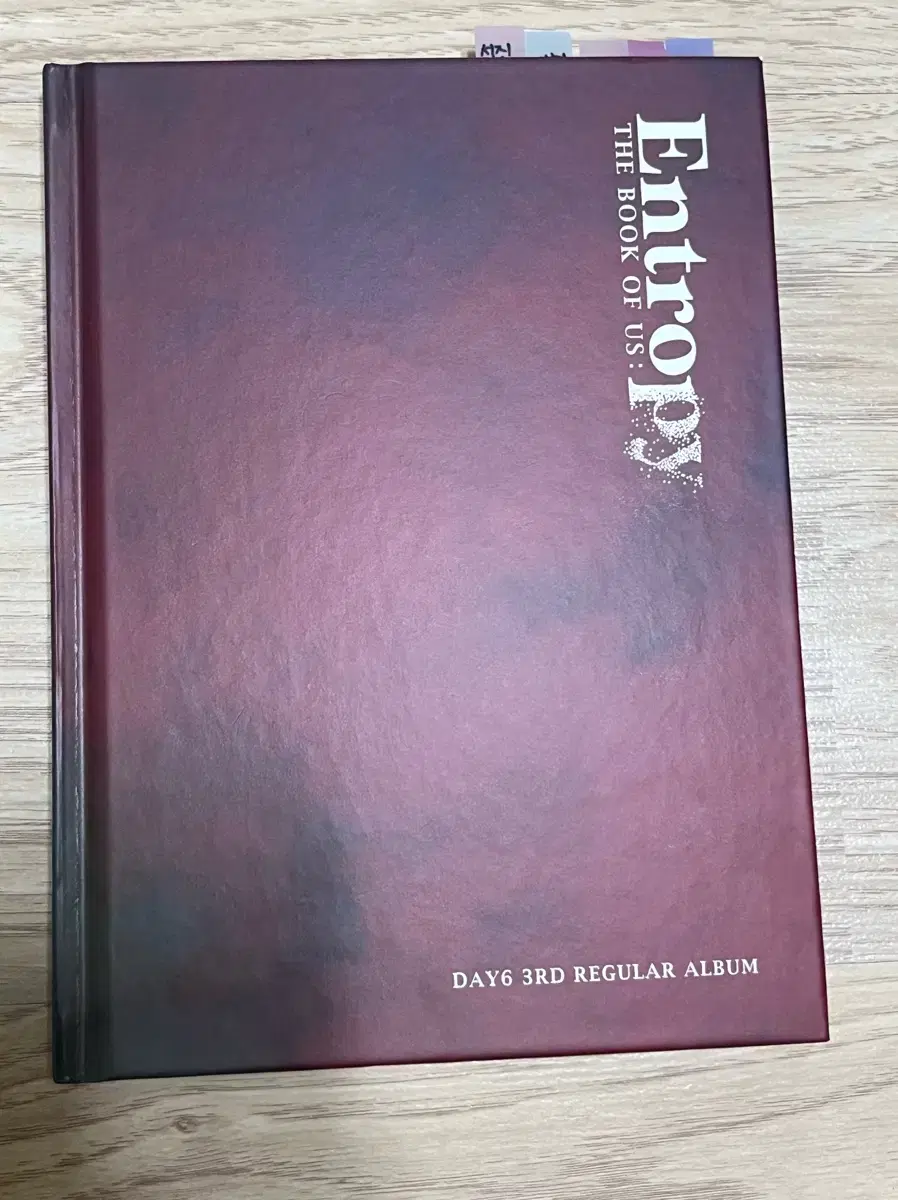 Entropy
THE BOOK OF US:
DAY6 3RD REGULAR ALBUM